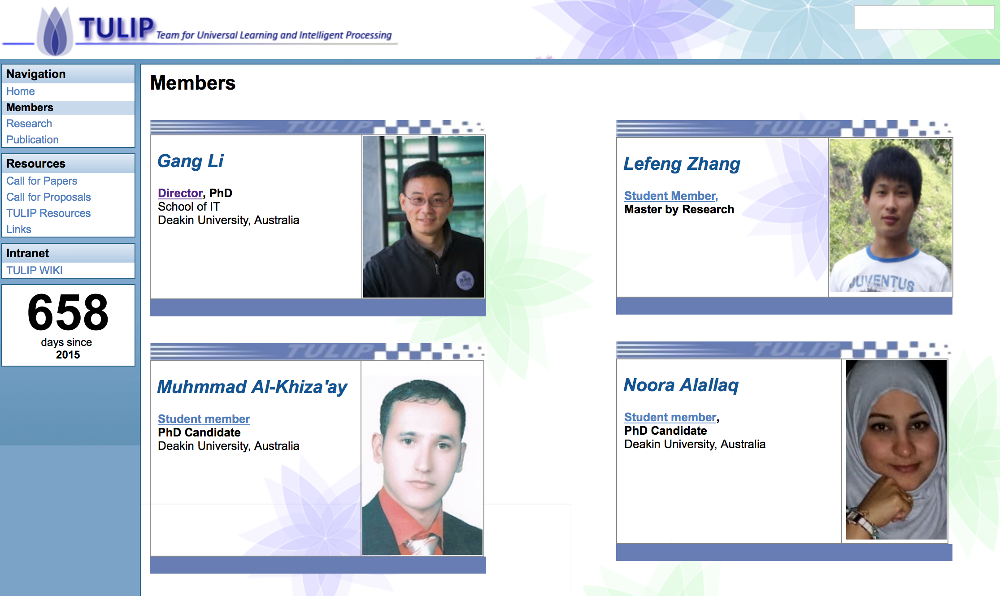 TULIP Team for Universal Learning and Intelligent Processing
Navigation
Home
Members
Research
Publication
Resources
Call for Papers
Call for Proposals
TULIP Resources
Links
Intranet
TULIP WIKI
658
days since
2015
Members
TULIP
Gang Li
Director, PhD
School of IT
Deakin University, Australia
DEAKIN
TULIP
Lefeng Zhang
Student Member,
Master by Research
JUVENTUS
TULIP
Muhmmad Al-Khiza'ay
Student member
PhD Candidate
Deakin University, Australia
TULIP
Noora Alallaq
Student member,
PhD Candidate
Deakin University, Australia